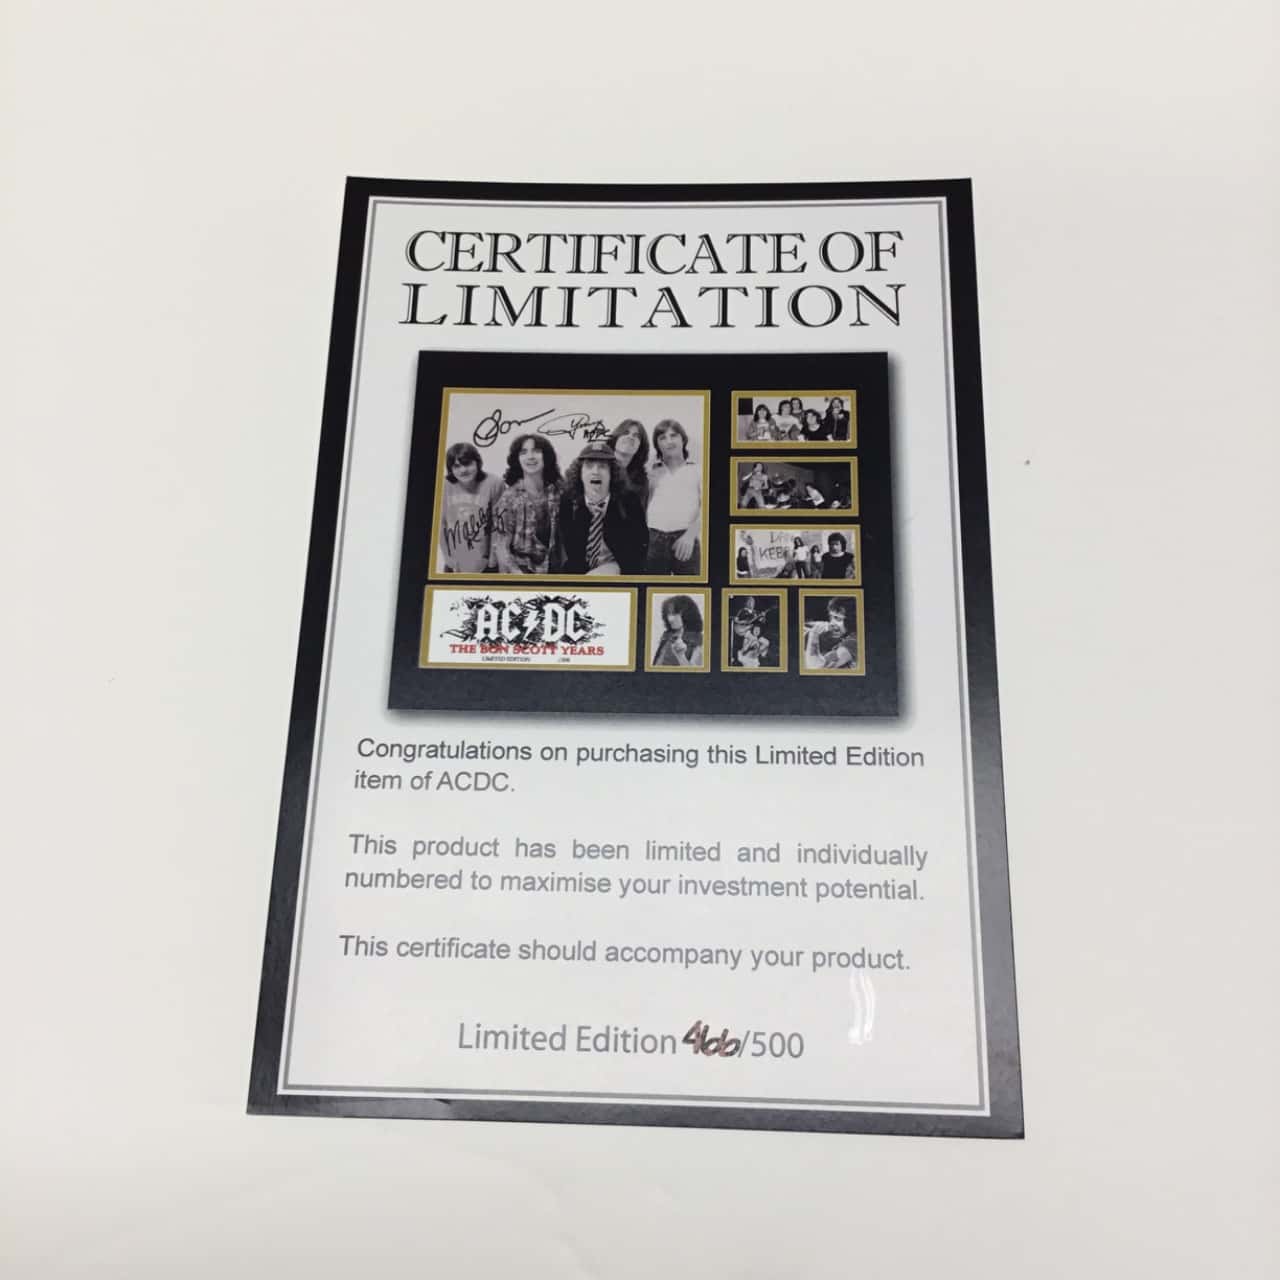 CERTIFICATE OF
LIMITATION
AC DC
THE BON SCOTT YEARS
LIMITED EDITION /500
Congratulations on purchasing this Limited Edition
item of ACDC.
This product has been limited and individually
numbered to maximise your investment potential.
This certificate should accompany your product.
Limited Edition 466/500